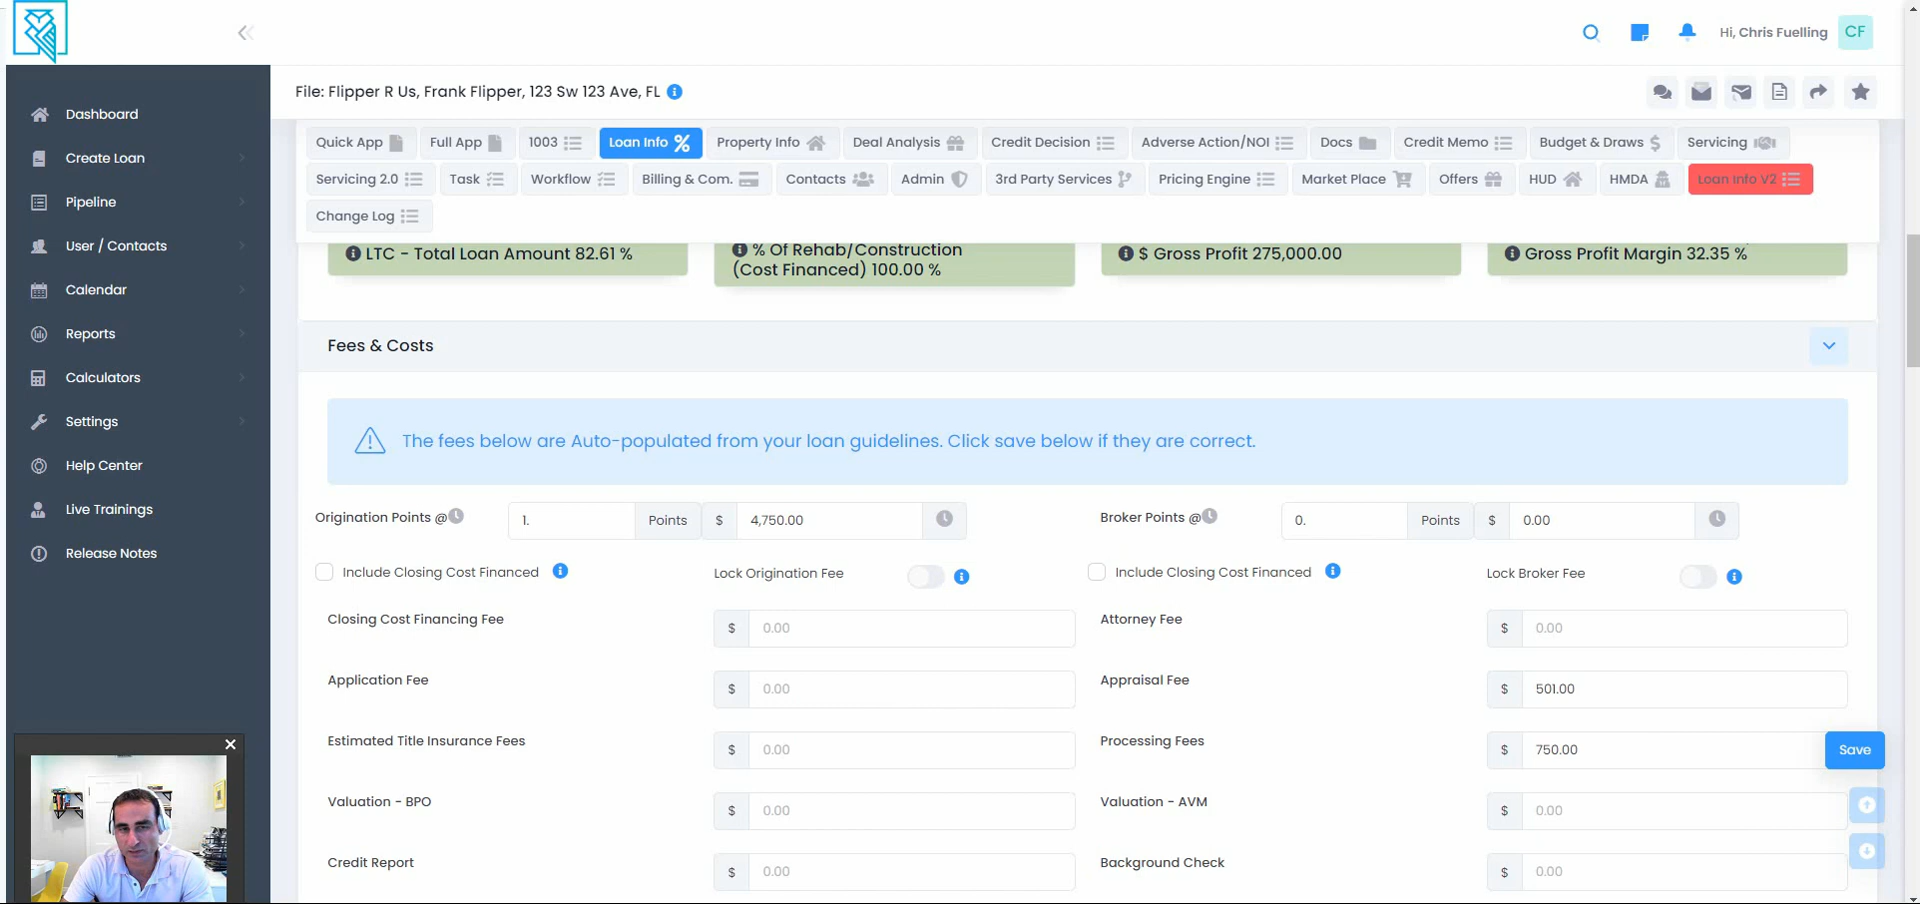 Hi, Chris Fuelling CF
File: Flipper R Us, Frank Flipper, 123 Sw 123 Ave, FL
Dashboard
Create Loan
Pipeline
User / Contacts
Calendar
Reports
Calculators
Settings
Help Center
Live Trainings
Release Notes
Quick App Full App 1003 Loan Info Property Info Deal Analysis Credit Decision Adverse Action/NOI Docs Credit Memo Budget & Draws Servicing
Servicing 2.0 Task Workflow Billing & Com. Contacts Admin 3rd Party Services Pricing Engine Market Place Offers HUD HMDA Loan Info V2
Change Log
LTC - Total Loan Amount 82.61 %
% Of Rehab/Construction
(Cost Financed) 100.00 %
$ Gross Profit 275,000.00
Gross Profit Margin 32.35 %
Fees & Costs
The fees below are Auto-populated from your loan guidelines. Click save below if they are correct.
Origination Points @ 1. Points $ 4,750.00 Broker Points @ 0. Points $ 0.00
Include Closing Cost Financed Lock Origination Fee Include Closing Cost Financed Lock Broker Fee
Closing Cost Financing Fee $ 0.00 Attorney Fee $ 0.00
Application Fee $ 0.00 Appraisal Fee $ 501.00
Estimated Title Insurance Fees $ 0.00 Processing Fees $ 750.00 Save
Valuation - BPO $ 0.00 Valuation - AVM $ 0.00
Credit Report $ 0.00 Background Check $ 0.00